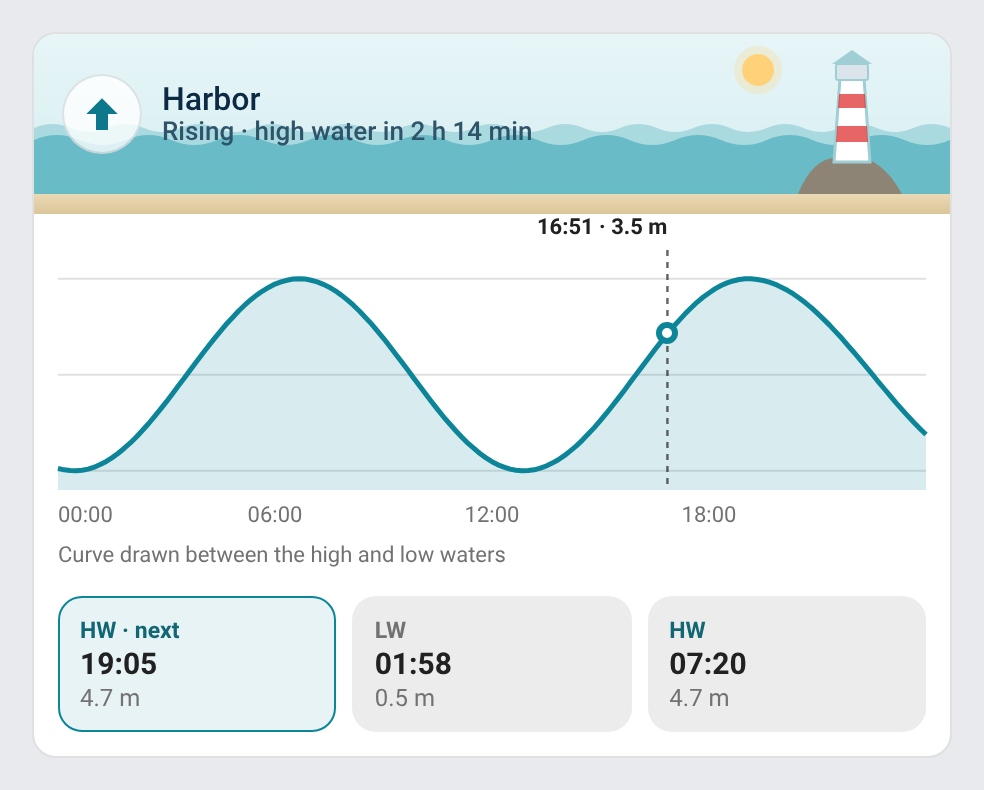 Harbor
Rising · high water in 2 h 14 min
16:51 · 3.5 m
00:00 06:00 12:00 18:00
Curve drawn between the high and low waters
HW · next
19:05
4.7 m
LW
01:58
0.5 m
HW
07:20
4.7 m